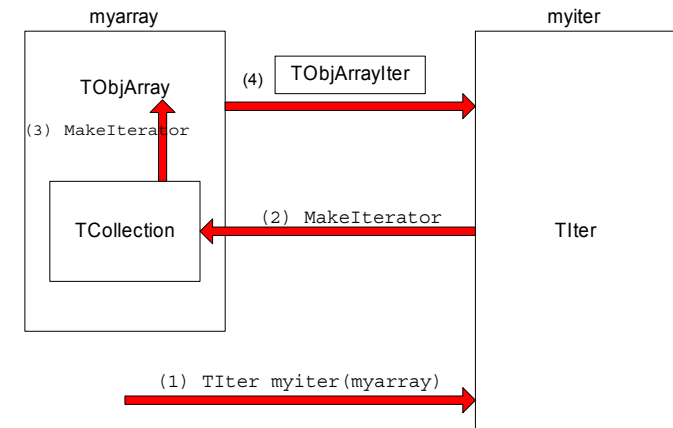 myarray
myiter
TObjArray
(4)
TObjArrayIter
(3) MakeIterator
TCollection
(2) MakeIterator
TIter
(1) TIter myiter(myarray)